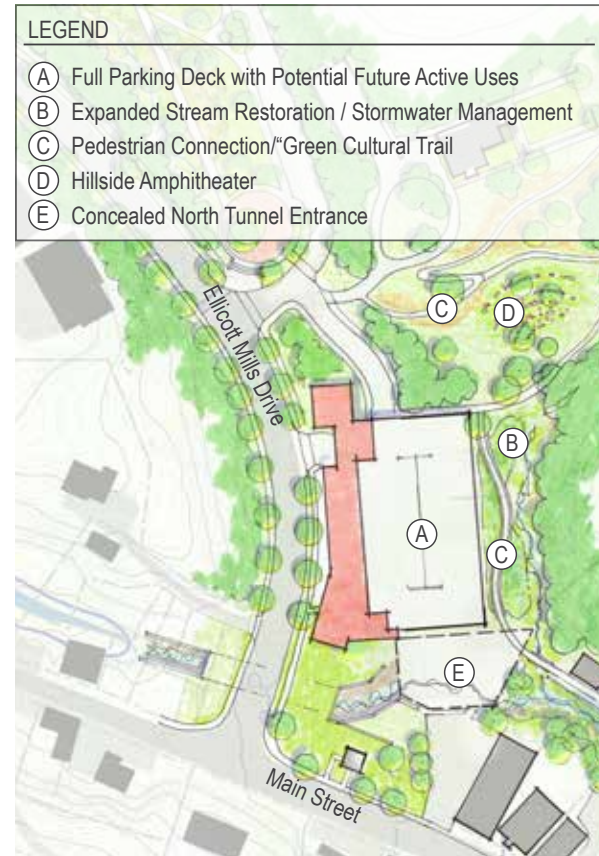 LEGEND
A Full Parking Deck with Potential Future Active Uses
B Expanded Stream Restoration / Stormwater Management
C Pedestrian Connection/“Green Cultural Trail
D Hillside Amphitheater
E Concealed North Tunnel Entrance
Ellicott Mills Drive
C
D
B
A
C
E
Main Street